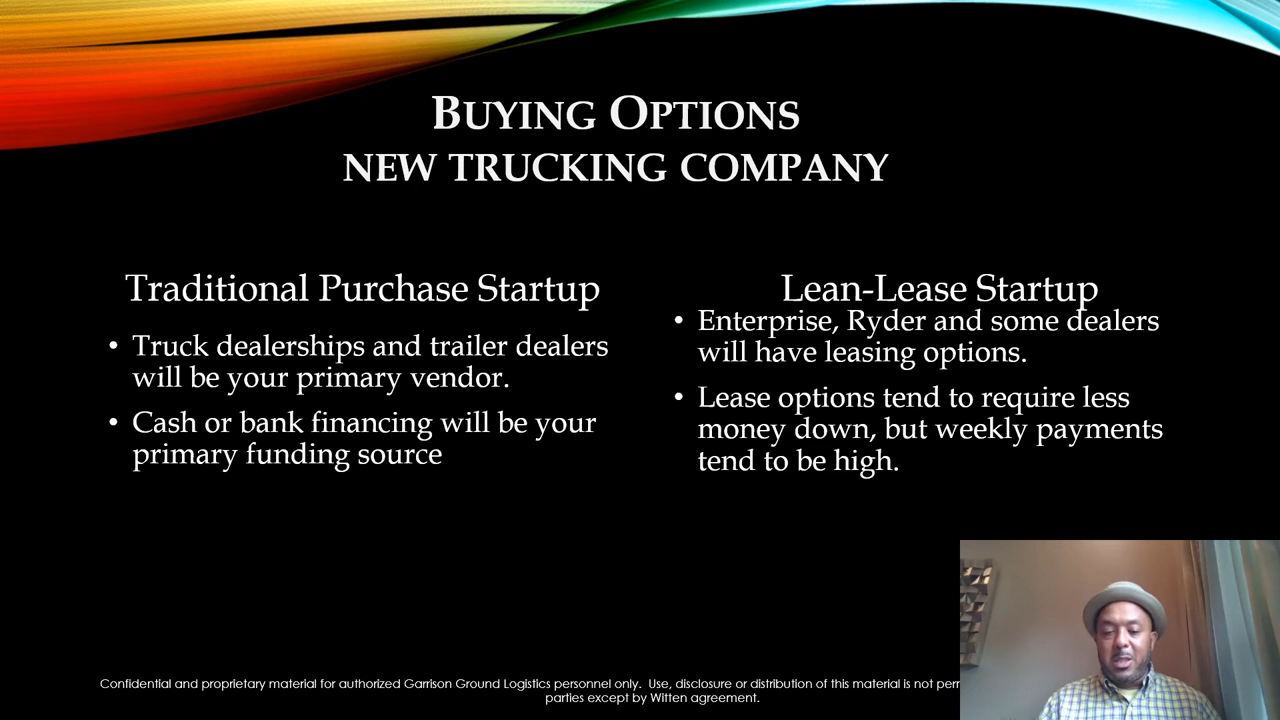 BUYING OPTIONS
NEW TRUCKING COMPANY
Traditional Purchase Startup
• Truck dealerships and trailer dealers
will be your primary vendor.
• Cash or bank financing will be your
primary funding source
Lean-Lease Startup
• Enterprise, Ryder and some dealers
will have leasing options.
• Lease options tend to require less
money down, but weekly payments
tend to be high.
Confidential and proprietary material for authorized Garrison Ground Logistics personnel only. Use, disclosure or distribution of this material is not
parties except by Witten agreement.